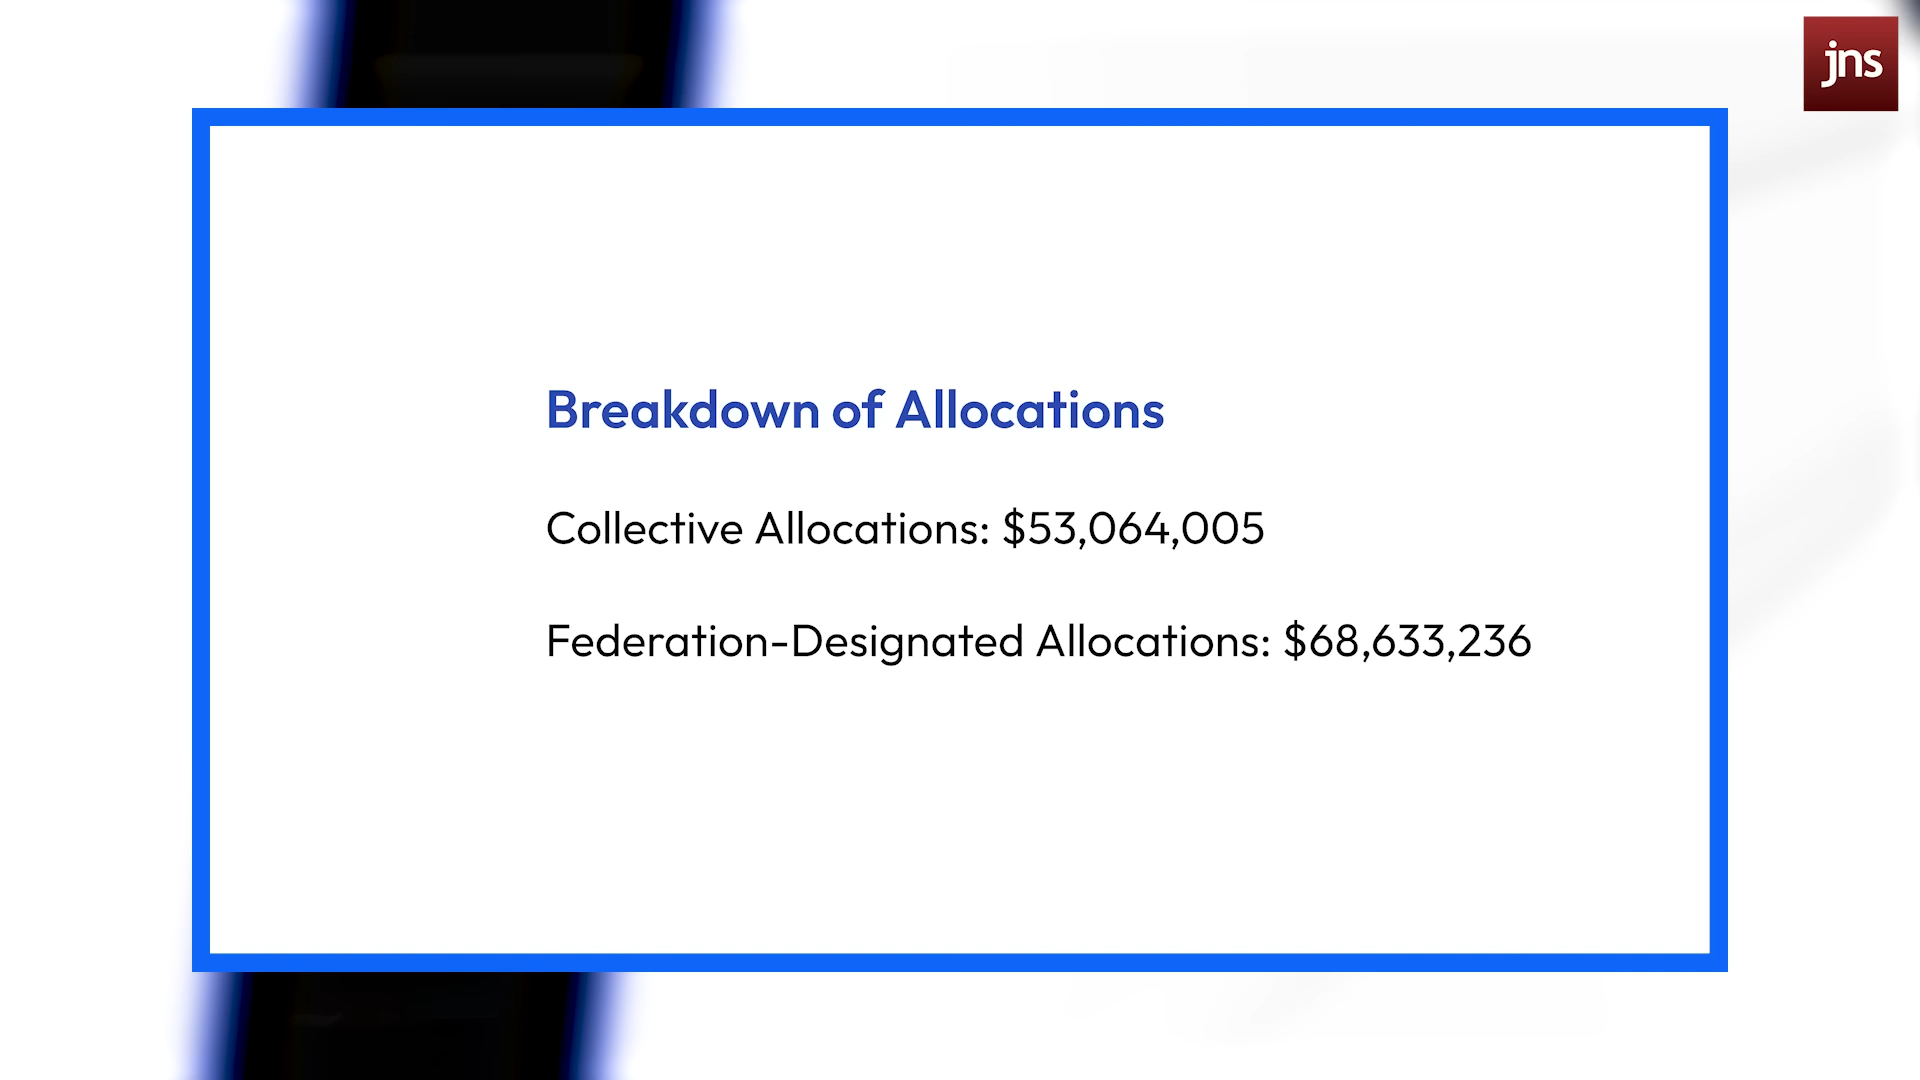 jns
Breakdown of Allocations
Collective Allocations: $53,064,005
Federation-Designated Allocations: $68,633,236